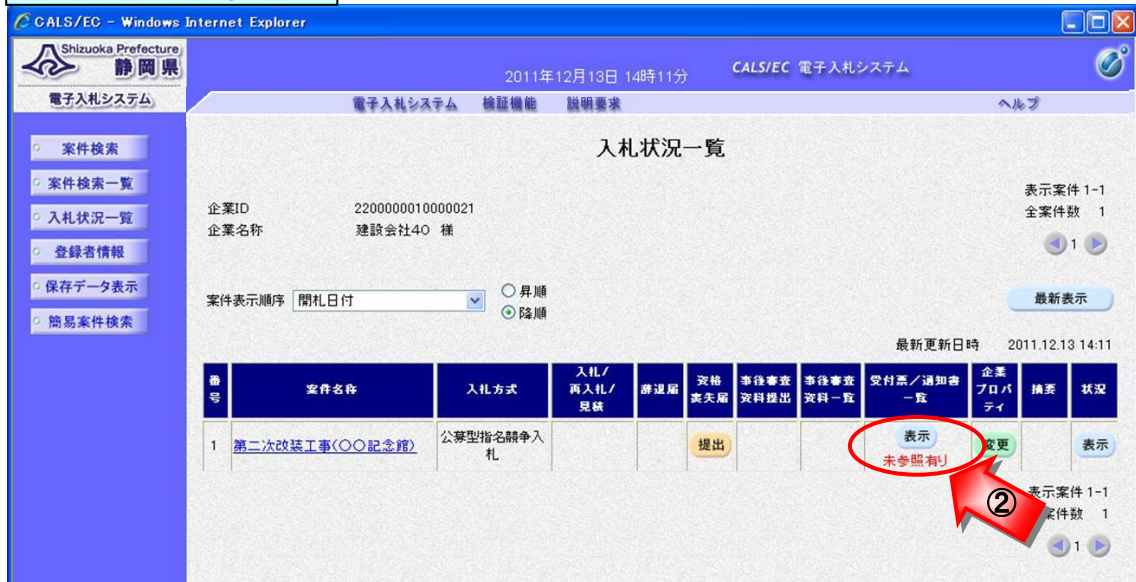 CALS/EC - Windows Internet Explorer
Shizuoka Prefecture
静岡県
電子入札システム
2011年12月13日 14時11分
CALS/EC 電子入札システム
電子入札システム 検証機能 説明要求 ヘルプ
案件検索
案件検索一覧
入札状況一覧
登録者情報
保存データ表示
簡易案件検索
入札状況一覧
表示案件 1-1
全案件数 1
1
企業ID 2200000010000021
企業名称 建設会社40 様
案件表示順序 開札日付
昇順
降順
最新表示
最新更新日時 2011.12.13 14:11
番号 案件名称 入札方式 入札/再入札/見積 辞退届 資格喪失届 事後審査資料提出 事後審査資料一覧 受付票/通知書一覧 企業プロパティ 摘要 状況
1 第二次改装工事(〇〇記念館) 公募型指名競争入札 提出 表示 未参照有り 変更 表示
②
表示案件 1-1
案件数 1
1